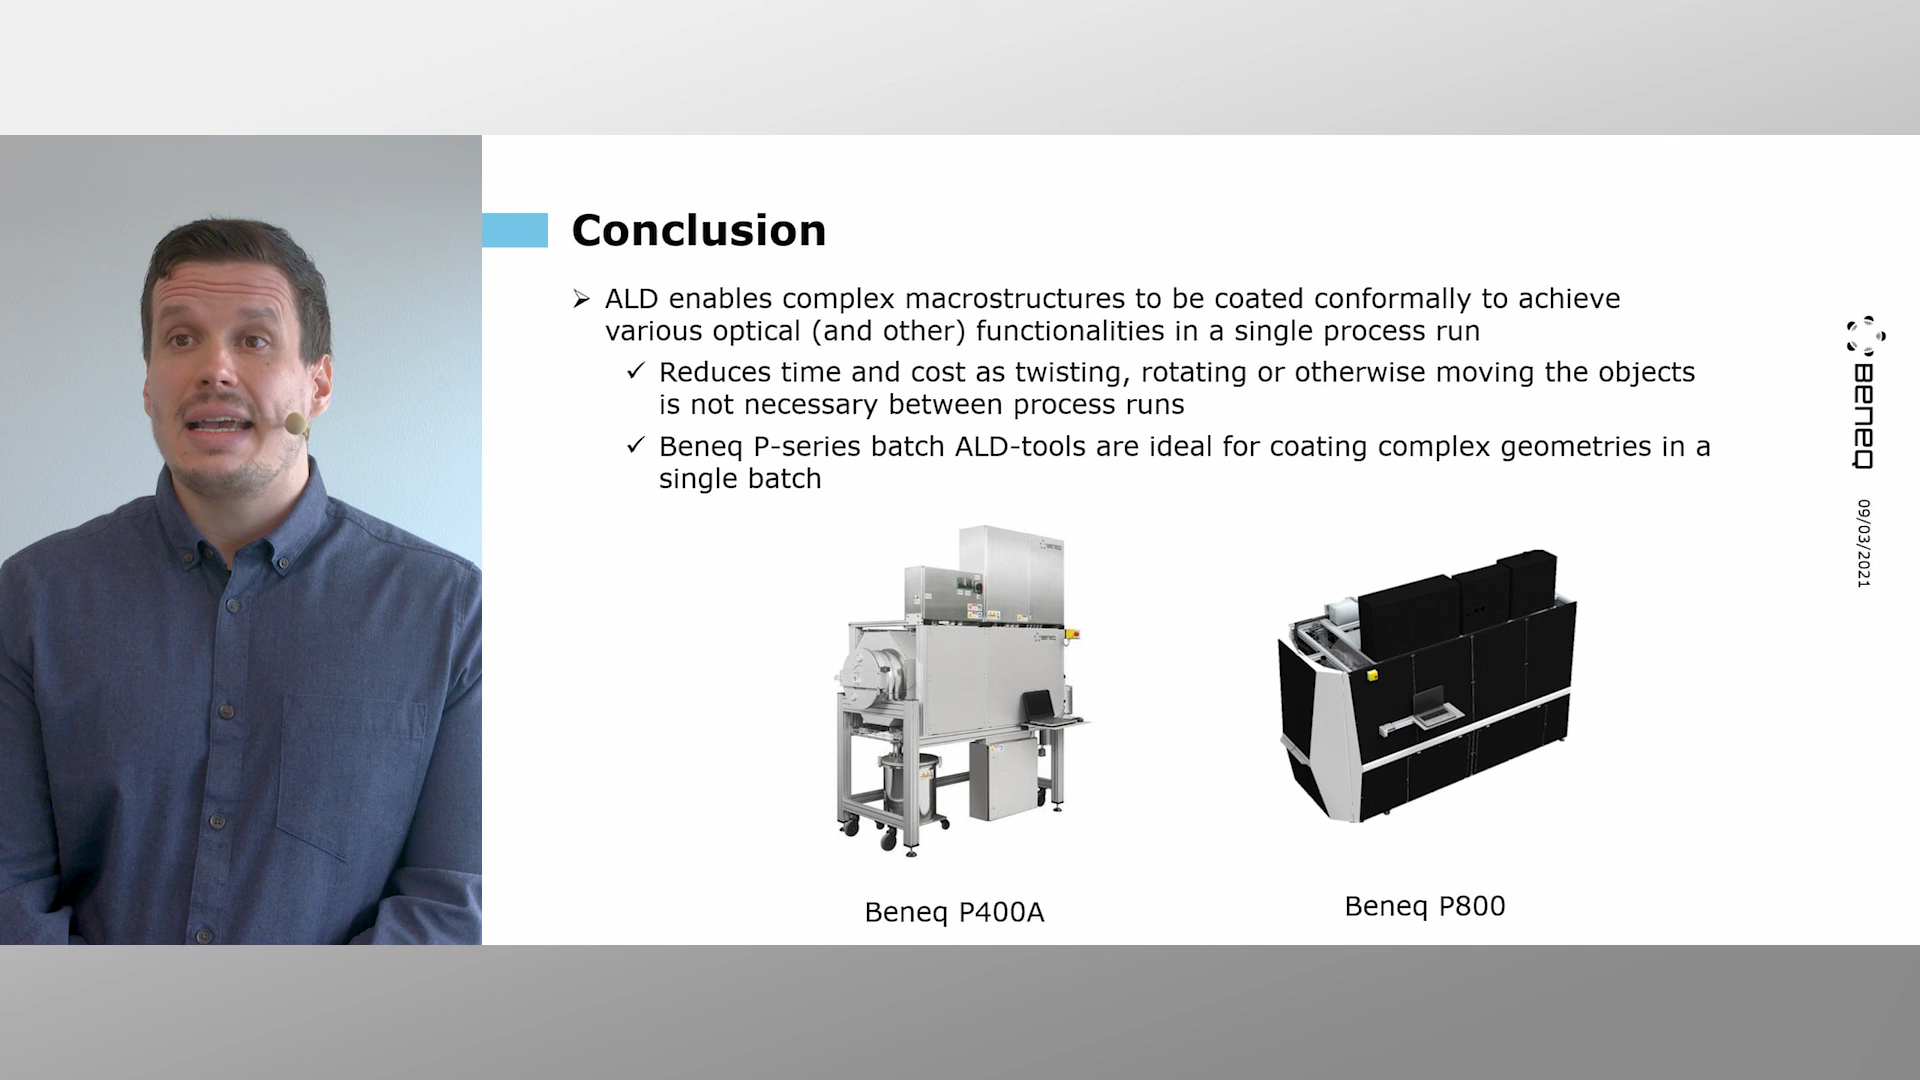 Conclusion
ALD enables complex macrostructures to be coated conformally to achieve
various optical (and other) functionalities in a single process run
Reduces time and cost as twisting, rotating or otherwise moving the objects
is not necessary between process runs
Beneq P-series batch ALD-tools are ideal for coating complex geometries in a
single batch
BENEQ
BENEQ
Beneq P400A
Beneq P800
BENEQ
09/03/2021